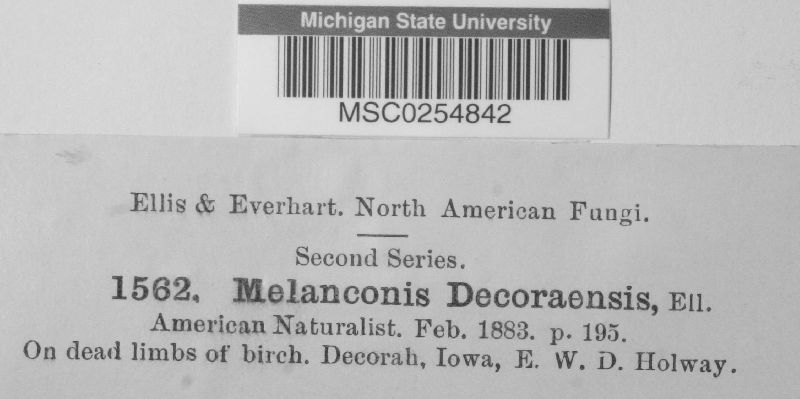 Michigan State University
MSC0254842
Ellis & Everhart. North American Fungi.
Second Series.
1562. Melanconis Decoraensis, Ell.
American Naturalist. Feb. 1883. p. 195.
On dead limbs of birch. Decorah, Iowa, E. W. D. Holway.